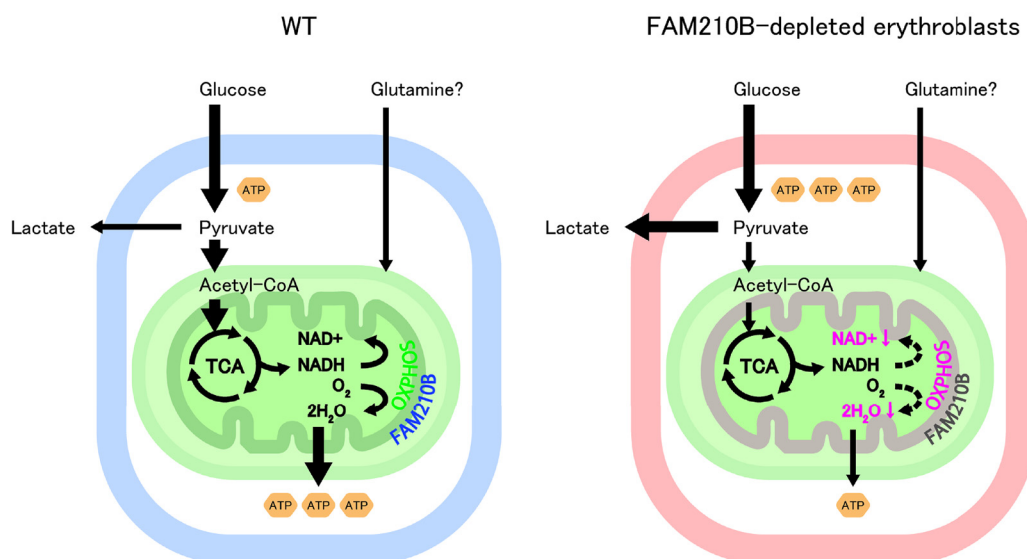 WT
Glucose
Glutamine?
ATP
Lactate
Pyruvate
Acetyl-CoA
TCA
NAD+
NADH
O2
2H2O
OXPHOS
FAM210B
ATP ATP ATP
FAM210B-depleted erythroblasts
Glucose
Glutamine?
ATP ATP ATP
Lactate
Pyruvate
Acetyl-CoA
TCA
NAD+ ↓
NADH
O2
2H2O ↓
OXPHOS
FAM210B
ATP